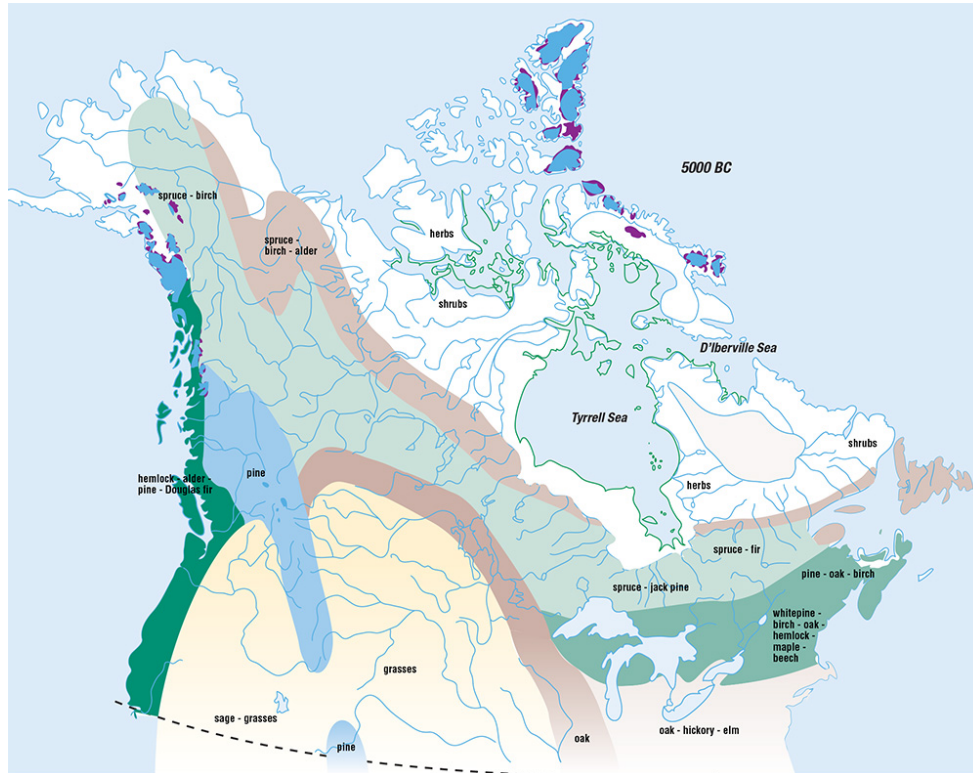 5000 BC
spruce - birch
herbs
spruce -
birch - alder
shrubs
D'Iberville Sea
Tyrrell Sea
shrubs
pine
hemlock - alder -
pine - Douglas fir
herbs
spruce - fir
pine - oak - birch
spruce - jack pine
whitepine -
birch - oak -
hemlock -
maple -
beech
grasses
sage - grasses
oak - hickory - elm
oak
pine